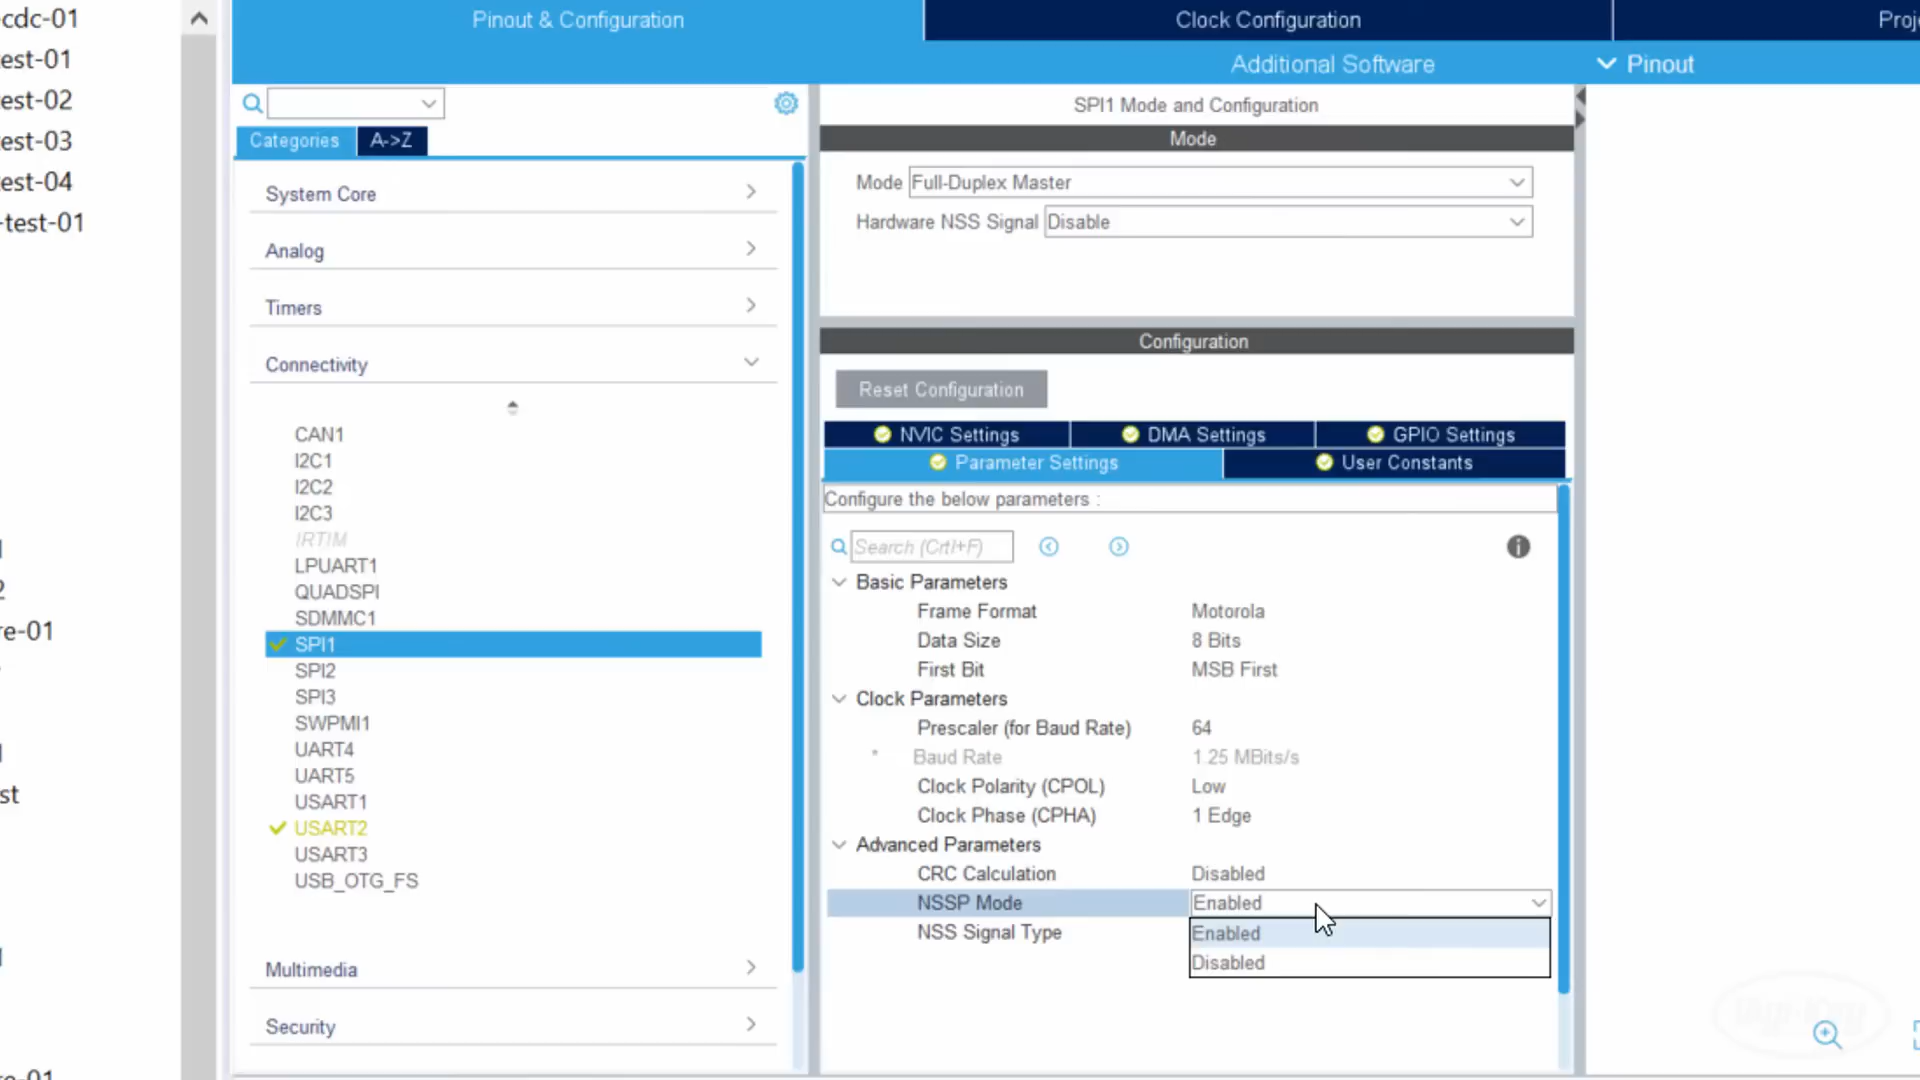 -cdc-01
est-01
est-02
est-03
est-04
-test-01
2
re-01
st
re-01
Pinout & Configuration
Clock Configuration
Proj
Additional Software
Pinout
Categories
A->Z
System Core
Analog
Timers
Connectivity
CAN1
I2C1
I2C2
I2C3
IRTIM
LPUART1
QUADSPI
SDMMC1
SPI1
SPI2
SPI3
SWPMI1
UART4
UART5
USART1
USART2
USART3
USB_OTG_FS
Multimedia
Security
SPI1 Mode and Configuration
Mode
Mode Full-Duplex Master
Hardware NSS Signal Disable
Configuration
Reset Configuration
NVIC Settings
DMA Settings
GPIO Settings
Parameter Settings
User Constants
Configure the below parameters :
Search (Crtl+F)
Basic Parameters
Frame Format Motorola
Data Size 8 Bits
First Bit MSB First
Clock Parameters
Prescaler (for Baud Rate) 64
* Baud Rate 1.25 MBits/s
Clock Polarity (CPOL) Low
Clock Phase (CPHA) 1 Edge
Advanced Parameters
CRC Calculation Disabled
NSSP Mode Enabled
NSS Signal Type Enabled
Disabled
Digi-Key